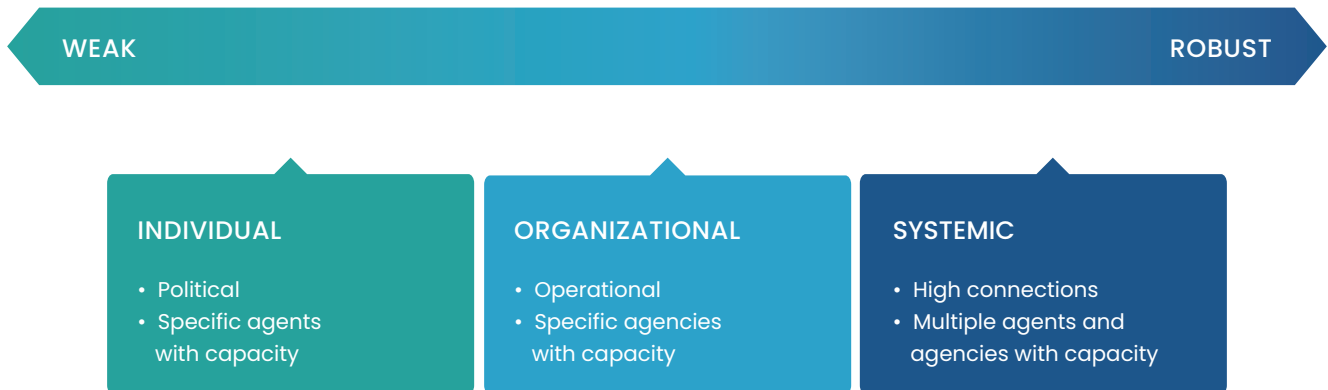 WEAK
ROBUST
INDIVIDUAL
• Political
• Specific agents
with capacity
ORGANIZATIONAL
• Operational
• Specific agencies
with capacity
SYSTEMIC
• High connections
• Multiple agents and
agencies with capacity